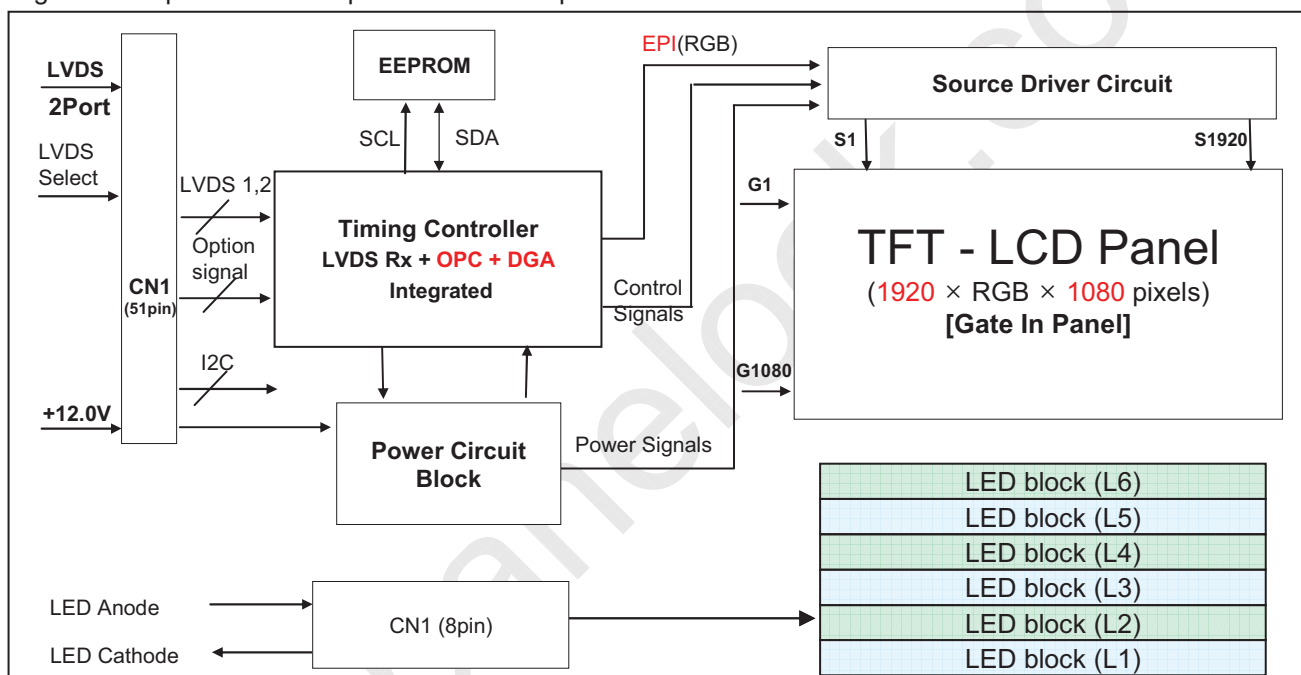 LVDS
2Port
LVDS
Select
+12.0V
CN1
(51pin)
LVDS 1,2
Option
signal
I2C
EEPROM
SCL
SDA
Timing Controller
LVDS Rx + OPC + DGA
Integrated
Power Circuit
Block
EPI(RGB)
Control
Signals
Power Signals
Source Driver Circuit
S1
S1920
G1
G1080
TFT - LCD Panel
(1920 × RGB × 1080 pixels)
[Gate In Panel]
LED block (L6)
LED block (L5)
LED block (L4)
LED block (L3)
LED block (L2)
LED block (L1)
LED Anode
LED Cathode
CN1 (8pin)